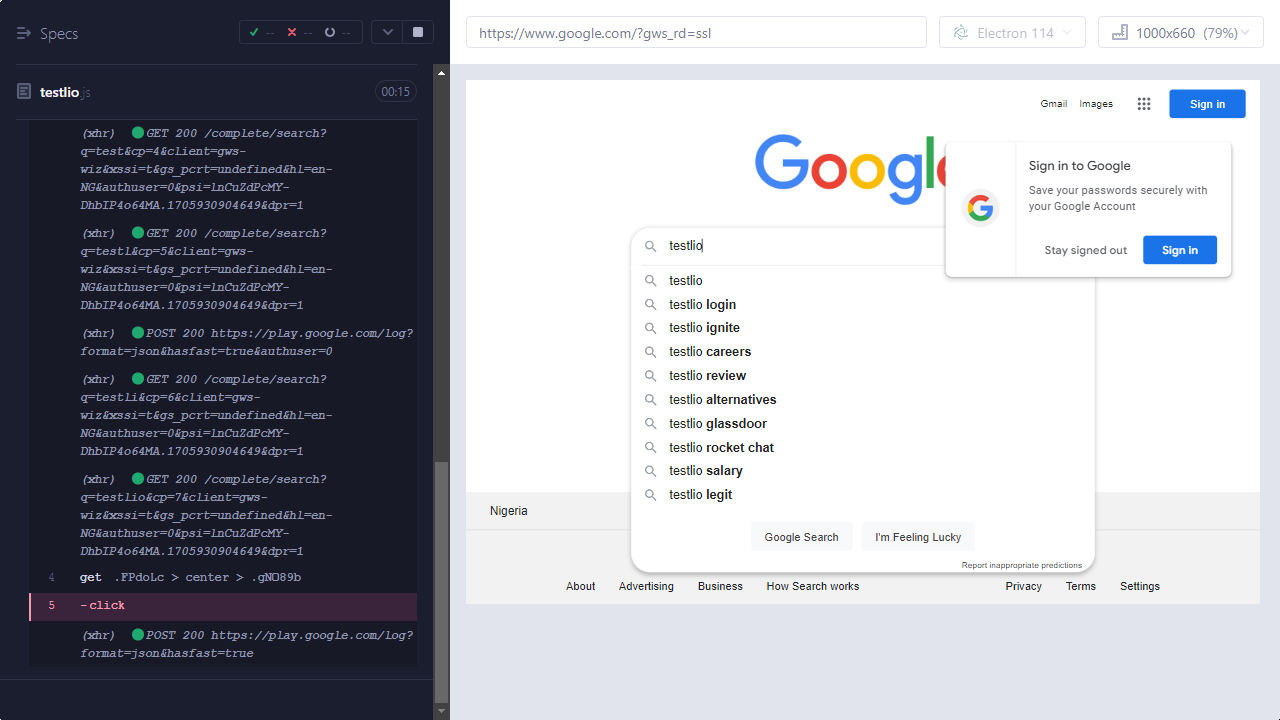 Specs
--
--
--
testlio.js
00:15
(xhr) GET 200 /complete/search?
q=test&cp=4&client=gws-
wiz&xssi=t&gs_pcrt=undefined&hl=en-
NG&authuser=0&psi=lnCuZdPcMY-
DhbIP4o64MA.1705930904649&dpr=1
(xhr) GET 200 /complete/search?
q=testl&cp=5&client=gws-
wiz&xssi=t&gs_pcrt=undefined&hl=en-
NG&authuser=0&psi=lnCuZdPcMY-
DhbIP4o64MA.1705930904649&dpr=1
(xhr) POST 200 https://play.google.com/log?
format=json&hasfast=true&authuser=0
(xhr) GET 200 /complete/search?
q=testli&cp=6&client=gws-
wiz&xssi=t&gs_pcrt=undefined&hl=en-
NG&authuser=0&psi=lnCuZdPcMY-
DhbIP4o64MA.1705930904649&dpr=1
(xhr) GET 200 /complete/search?
q=testlio&cp=7&client=gws-
wiz&xssi=t&gs_pcrt=undefined&hl=en-
NG&authuser=0&psi=lnCuZdPcMY-
DhbIP4o64MA.1705930904649&dpr=1
4 get .FPdoLc > center > .gNO89b
5 -click
(xhr) POST 200 https://play.google.com/log?
format=json&hasfast=true
https://www.google.com/?gws_rd=ssl
Electron 114
1000x660 (79%)
Gmail Images
Sign in
Google
Sign in to Google
Save your passwords securely with
your Google Account
Stay signed out
Sign in
testlio
testlio
testlio login
testlio ignite
testlio careers
testlio review
testlio alternatives
testlio glassdoor
testlio rocket chat
testlio salary
testlio legit
Google Search
I'm Feeling Lucky
Report inappropriate predictions
Nigeria
About Advertising Business How Search works
Privacy Terms Settings